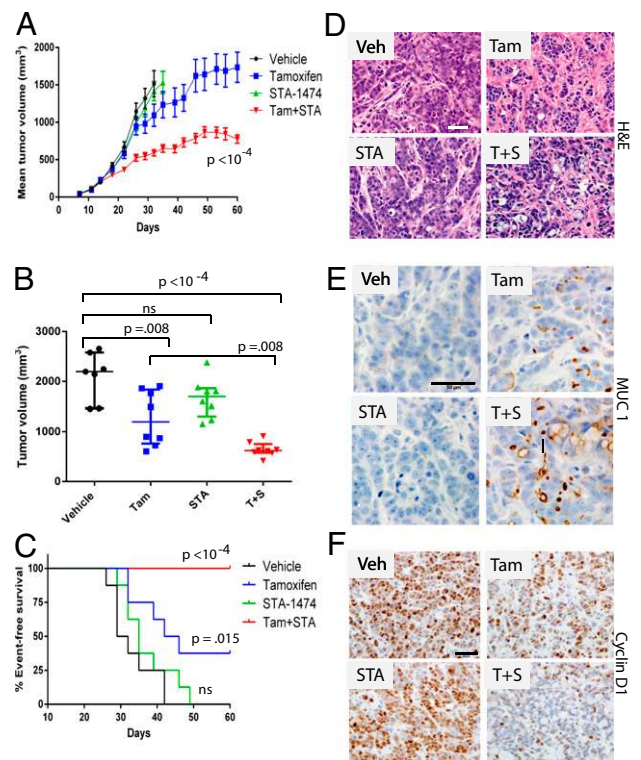 A
Mean tumor volume (mm³)
2000
1500
1000
500
0
0 10 20 30 40 50 60
Days
Vehicle
Tamoxifen
STA-1474
Tam+STA
p <10⁻⁴
B
p <10⁻⁴
ns
p =.008
p =.008
Tumor volume (mm³)
3000
2000
1000
0
Vehicle
Tam
STA
T+S
C
% Event-free survival
100
75
50
25
0
10 20 30 40 50 60
Days
p <10⁻⁴
Vehicle
Tamoxifen
STA-1474
Tam+STA
p =.015
ns
D
Veh
Tam
STA
T+S
H&E
E
Veh
Tam
50 µm
STA
T+S
MUC 1
F
Veh
Tam
STA
T+S
Cyclin D1